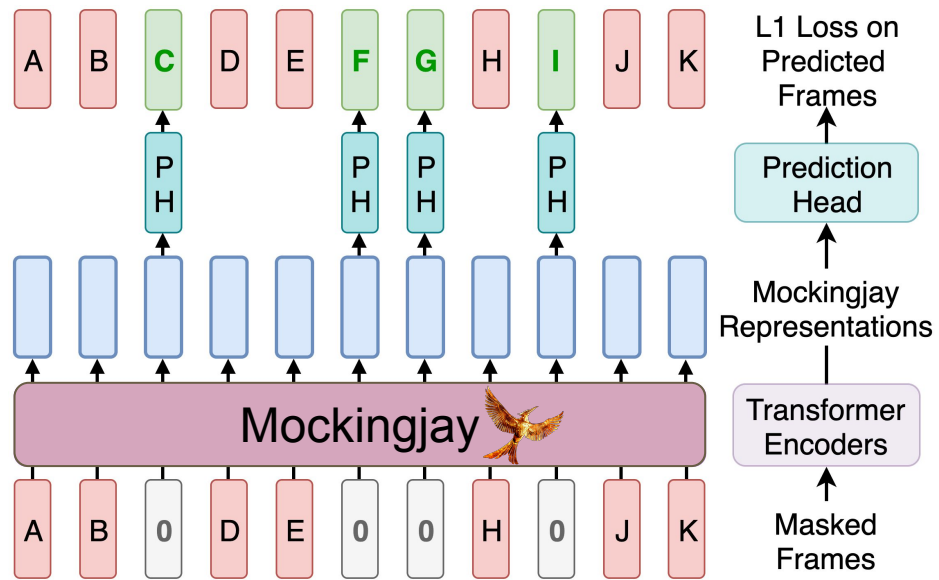 A B C D E F G H I J K
L1 Loss on
Predicted
Frames
P P P P
H H H H
Prediction
Head
Mockingjay
Representations
Mockingjay
Transformer
Encoders
A B 0 D E 0 0 H 0 J K
Masked
Frames